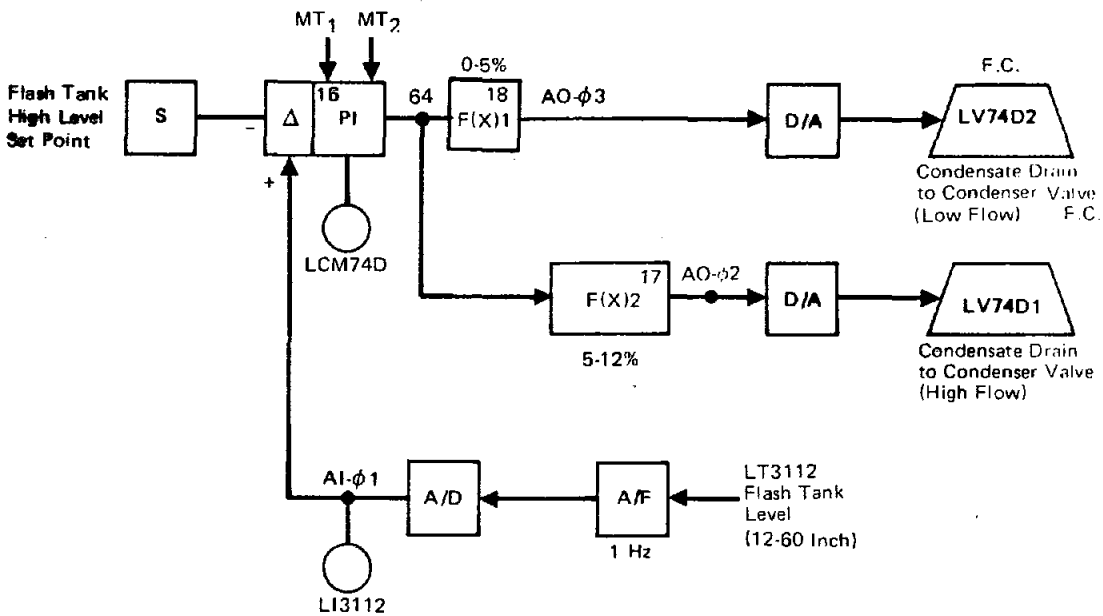 MT1 MT2
Flash Tank
High Level
Set Point
S
−
Δ
16
PI
+
64
0-5%
18
F(X)1
AO-ϕ3
D/A
F.C.
LV74D2
Condensate Drain
to Condenser Valve
(Low Flow) F.C.
LCM74D
17
F(X)2
5-12%
AO-ϕ2
D/A
LV74D1
Condensate Drain
to Condenser Valve
(High Flow)
AI-ϕ1
A/D
A/F
1 Hz
LT3112
Flash Tank
Level
(12-60 Inch)
LI3112